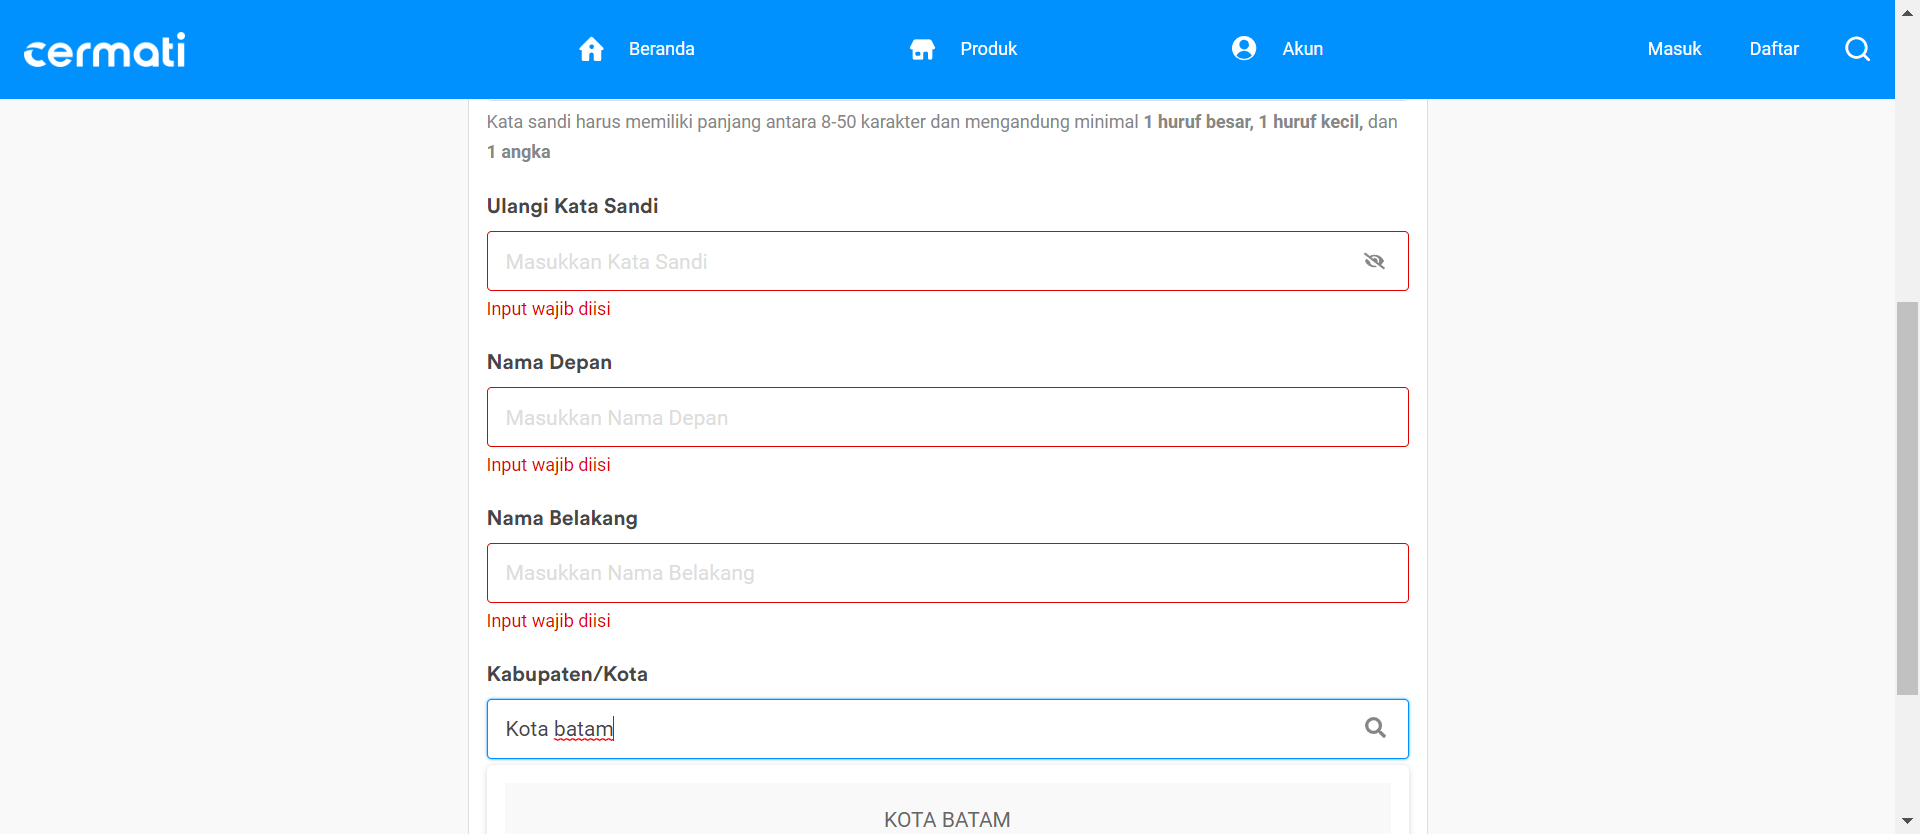 cermati
Beranda
Produk
Akun
Masuk
Daftar
Kata sandi harus memiliki panjang antara 8-50 karakter dan mengandung minimal 1 huruf besar, 1 huruf kecil, dan
1 angka
Ulangi Kata Sandi
Masukkan Kata Sandi
Input wajib diisi
Nama Depan
Masukkan Nama Depan
Input wajib diisi
Nama Belakang
Masukkan Nama Belakang
Input wajib diisi
Kabupaten/Kota
Kota batam
KOTA BATAM